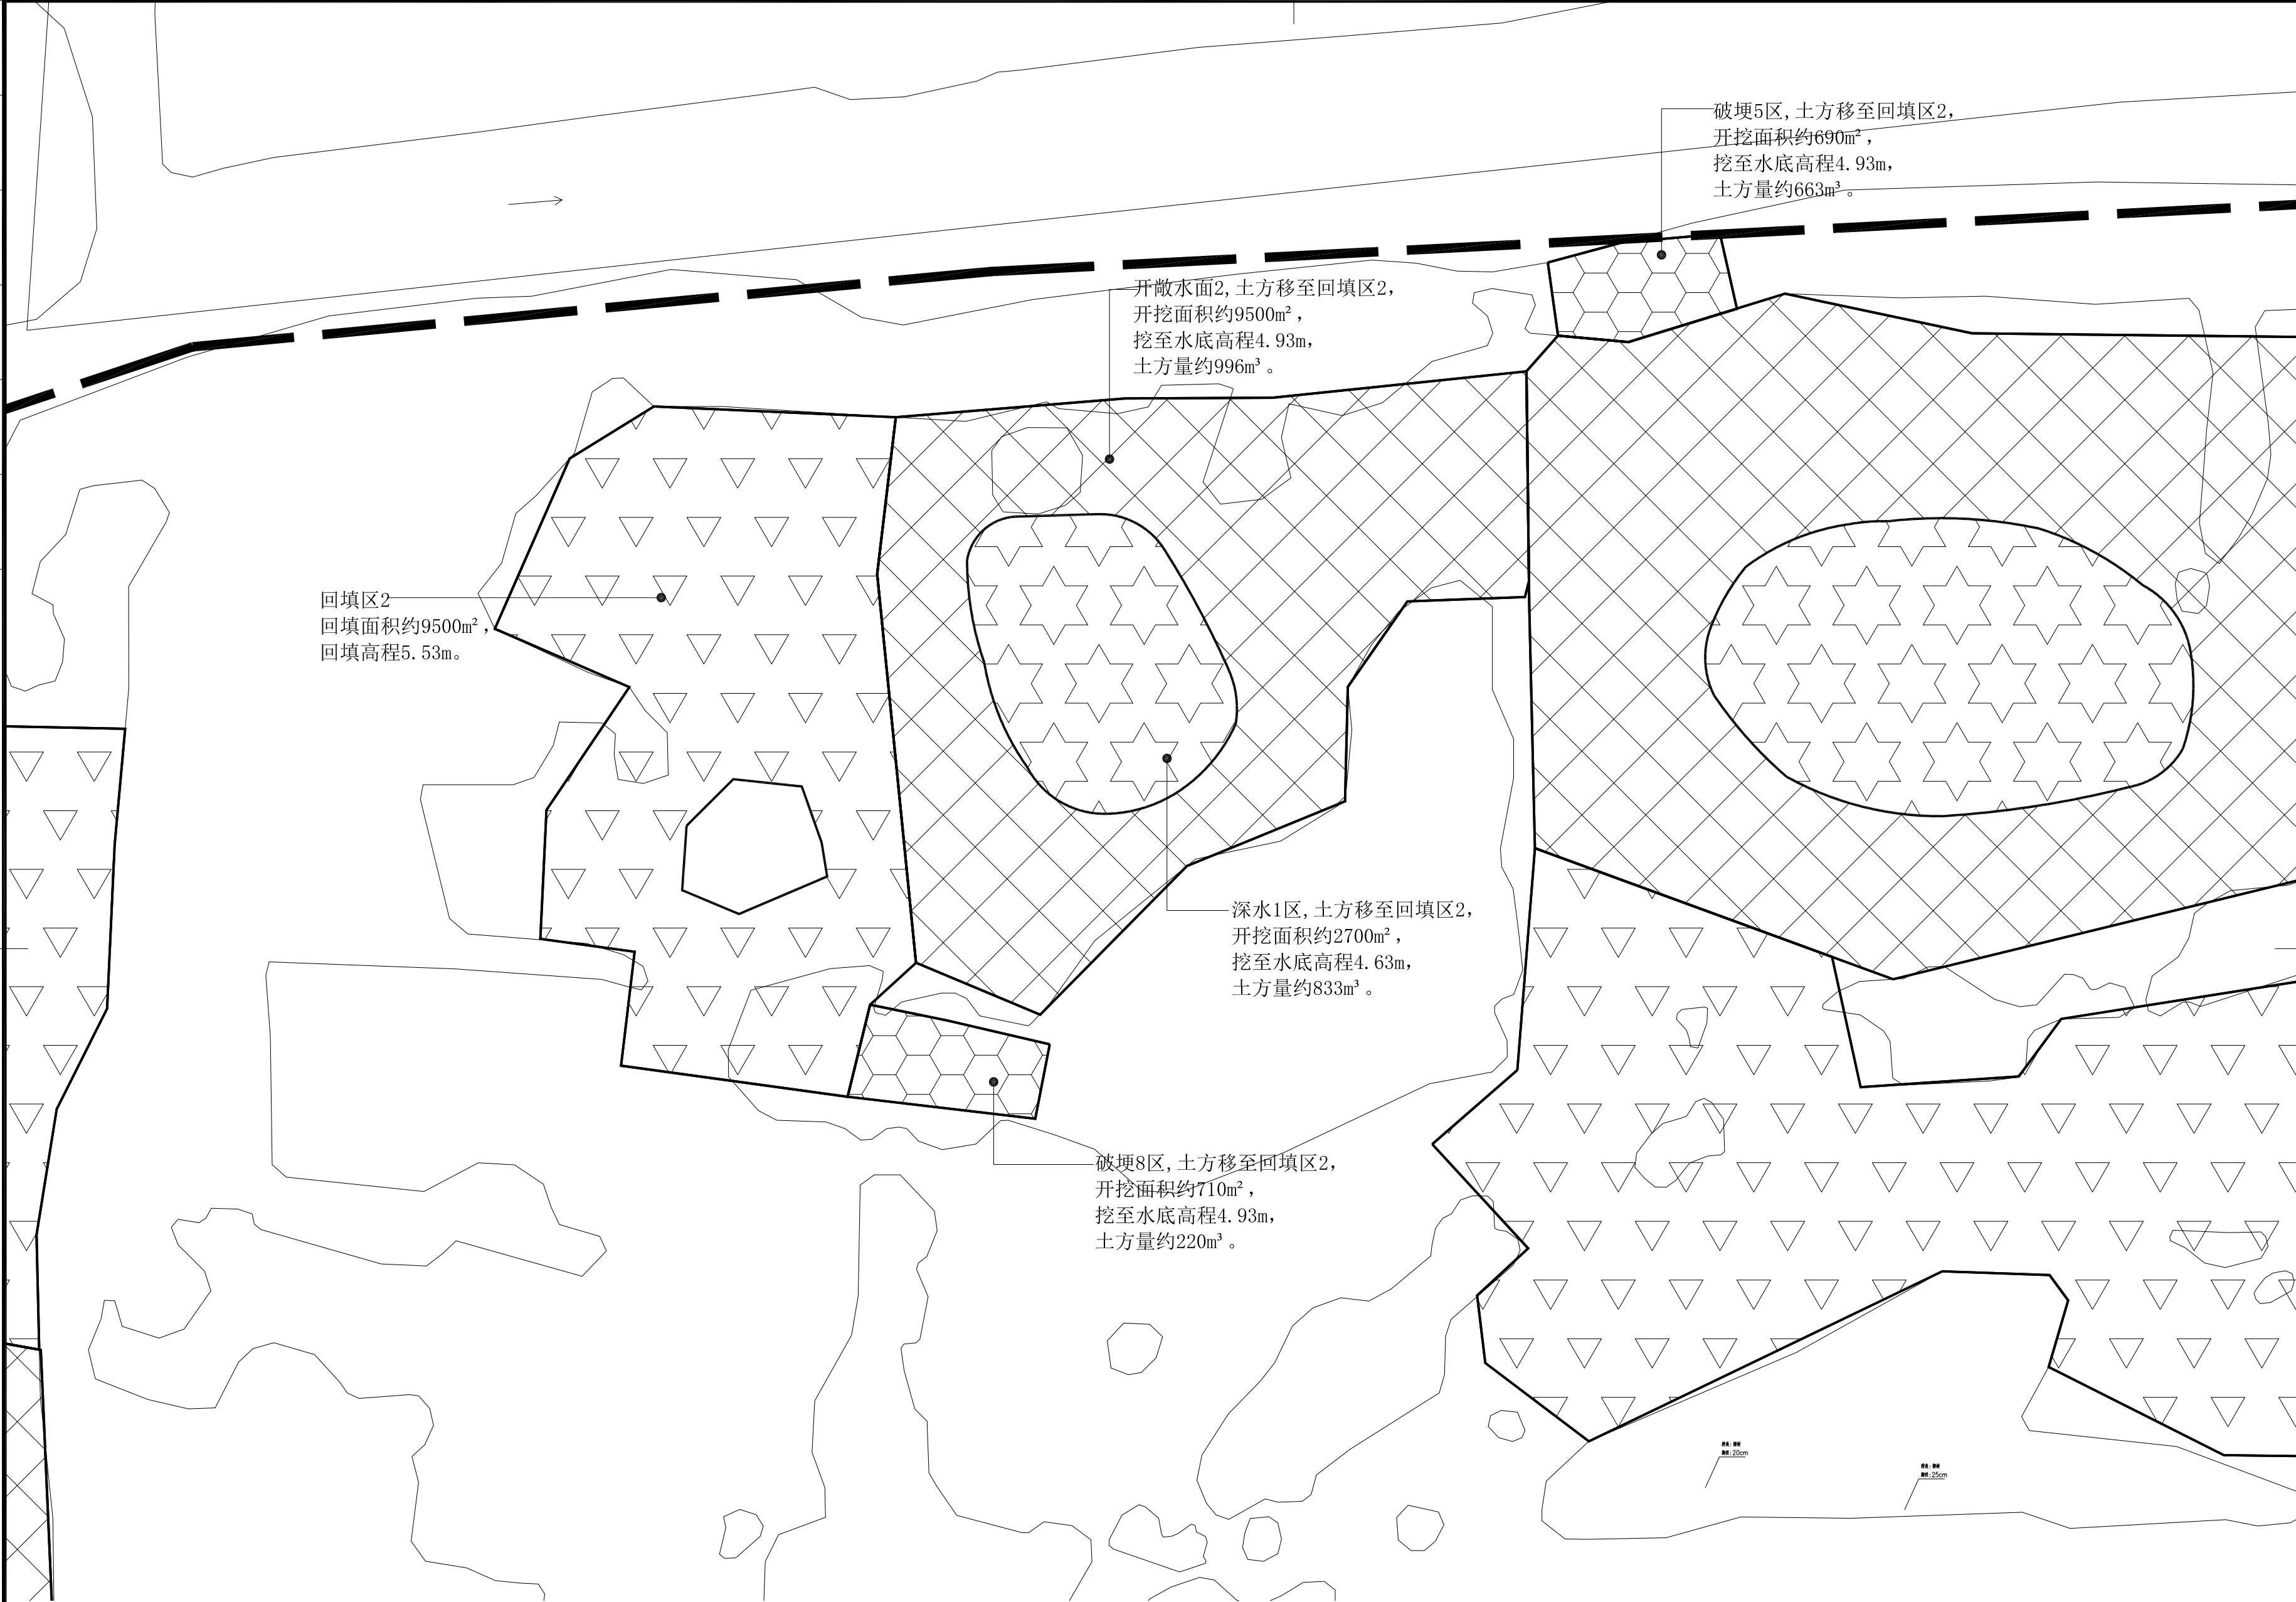 破埂5区,土方移至回填区2,
开挖面积约690m²,
挖至水底高程4.93m,
土方量约663m³。
开敞水面2,土方移至回填区2,
开挖面积约9500m²,
挖至水底高程4.93m,
土方量约996m³。
回填区2
回填面积约9500m²,
回填高程5.53m。
深水1区,土方移至回填区2,
开挖面积约2700m²,
挖至水底高程4.63m,
土方量约833m³。
破埂8区,土方移至回填区2,
开挖面积约710m²,
挖至水底高程4.93m,
土方量约220m³。
20cm
25cm